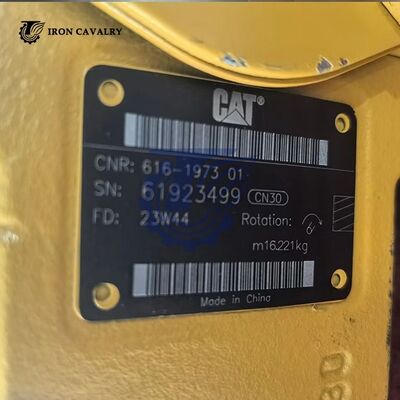 IRON CAVALRY
CAT®
CNR: 616-1973 01
SN: 61923499 CN30
FD: 23W44 Rotation:
m16.221kg
Made in China